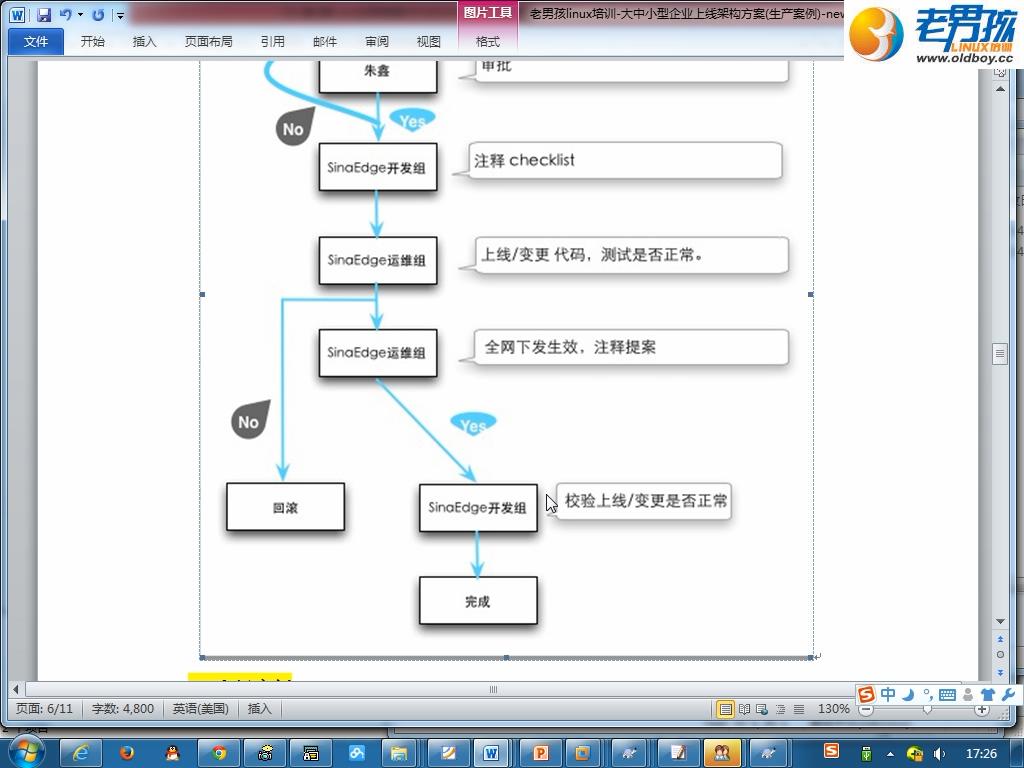 图片工具
老男孩linux培训-大中小型企业上线架构方案(生产案例)-new
老男孩
LINUX培训
www.oldboy.cc
文件
开始
插入
页面布局
引用
邮件
审阅
视图
格式
朱鑫
审批
No
Yes
SinaEdge开发组
注释 checklist
SinaEdge运维组
上线/变更 代码，测试是否正常。
SinaEdge运维组
全网下发生效，注释提案
No
Yes
回滚
SinaEdge开发组
校验上线/变更是否正常
完成
中
页面: 6/11
字数: 4,800
英语(美国)
插入
130%
17:26